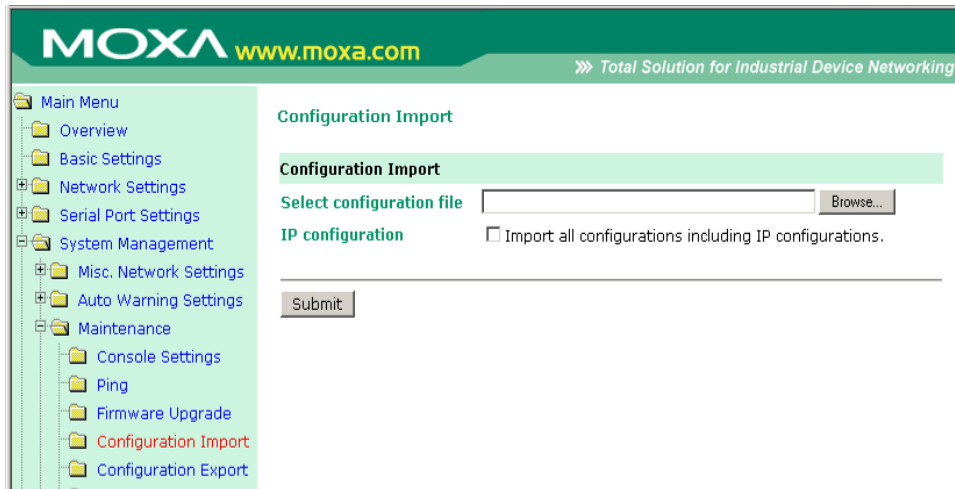 MOXA www.moxa.com
Total Solution for Industrial Device Networking
Main Menu
Overview
Basic Settings
Network Settings
Serial Port Settings
System Management
Misc. Network Settings
Auto Warning Settings
Maintenance
Console Settings
Ping
Firmware Upgrade
Configuration Import
Configuration Export
Configuration Import
Configuration Import
Select configuration file Browse...
IP configuration Import all configurations including IP configurations.
Submit